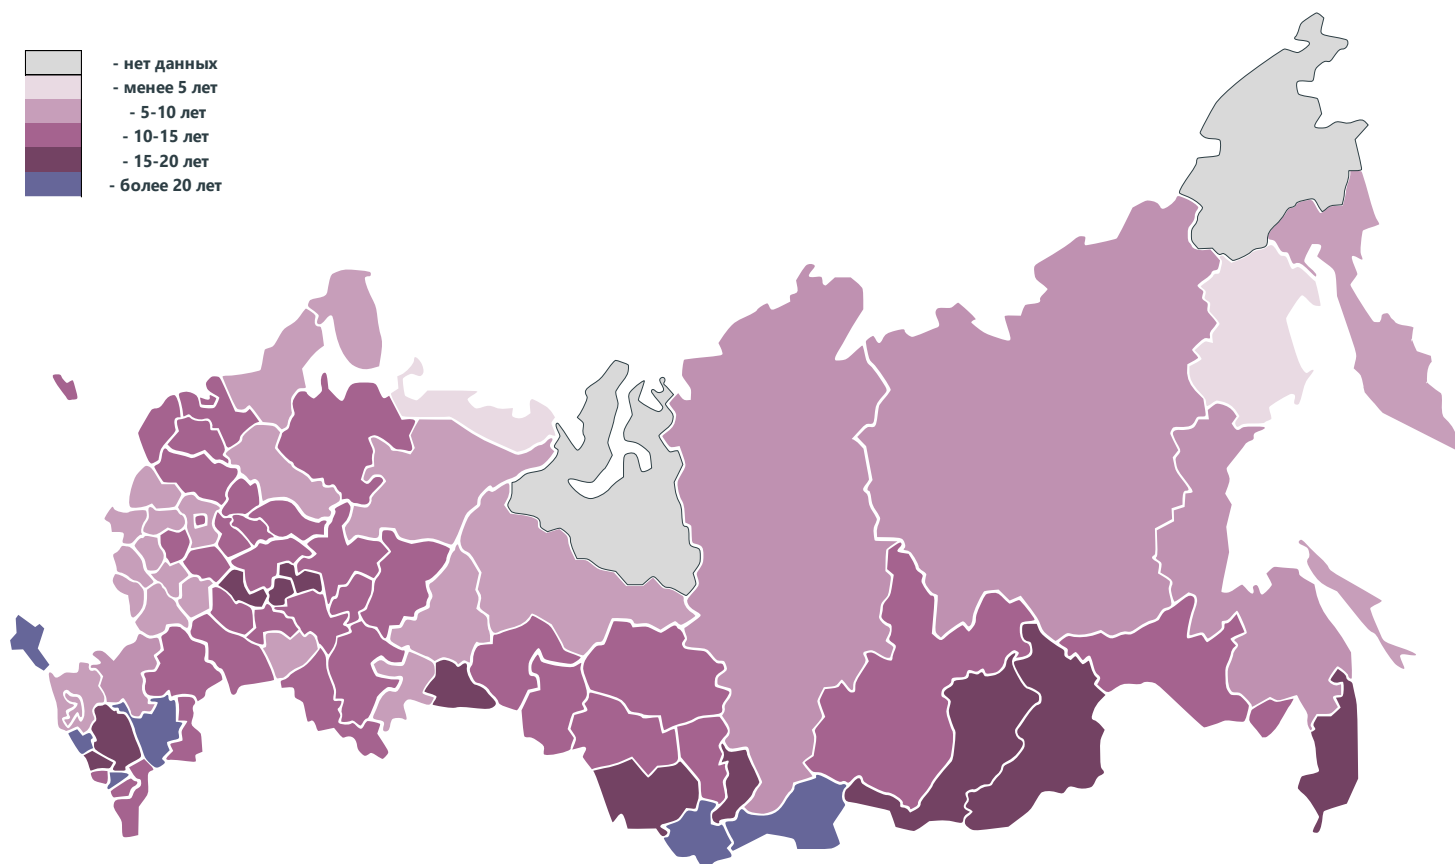 - нет данных
- менее 5 лет
- 5-10 лет
- 10-15 лет
- 15-20 лет
- более 20 лет